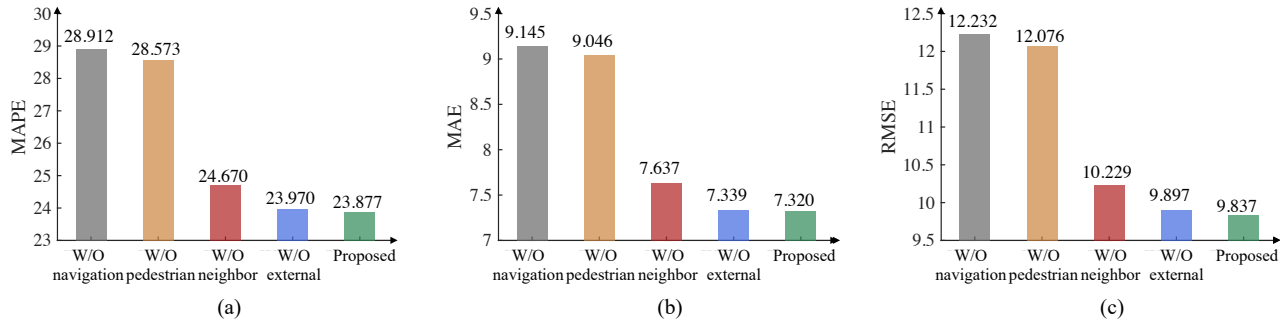 30
29
28
27
26
25
24
23
MAPE
28.912
28.573
24.670
23.970
23.877
W/O navigation
W/O pedestrian
W/O neighbor
W/O external
Proposed
(a)
9.5
9
8.5
8
7.5
7
MAE
9.145
9.046
7.637
7.339
7.320
W/O navigation
W/O pedestrian
W/O neighbor
W/O external
Proposed
(b)
12.5
12
11.5
11
10.5
10
9.5
RMSE
12.232
12.076
10.229
9.897
9.837
W/O navigation
W/O pedestrian
W/O neighbor
W/O external
Proposed
(c)